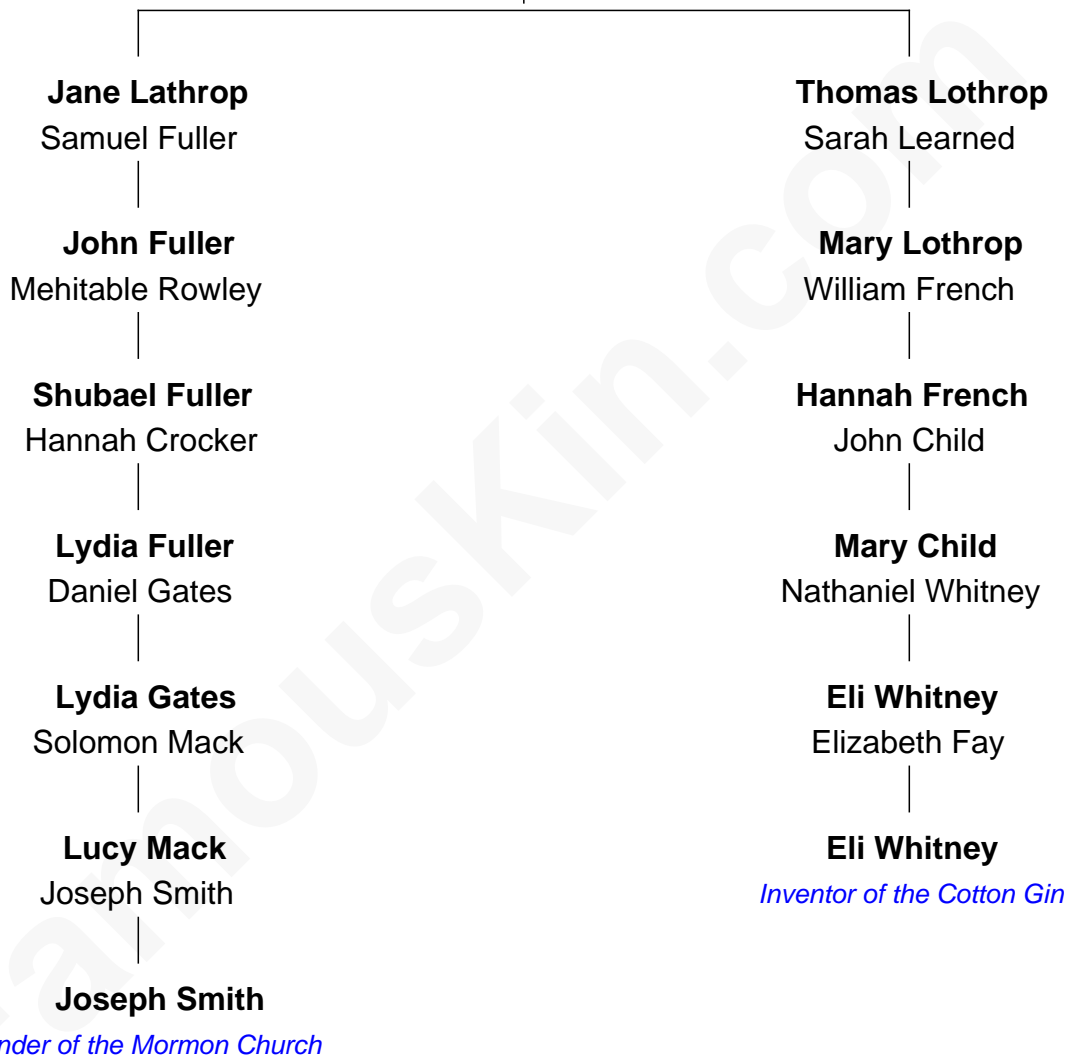 Jane Lathrop
Samuel Fuller
John Fuller
Mehitable Rowley
Shubael Fuller
Hannah Crocker
Lydia Fuller
Daniel Gates
Lydia Gates
Solomon Mack
Lucy Mack
Joseph Smith
Joseph Smith
nder of the Mormon Church
Thomas Lothrop
Sarah Learned
Mary Lothrop
William French
Hannah French
John Child
Mary Child
Nathaniel Whitney
Eli Whitney
Elizabeth Fay
Eli Whitney
Inventor of the Cotton Gin
amouskin.com